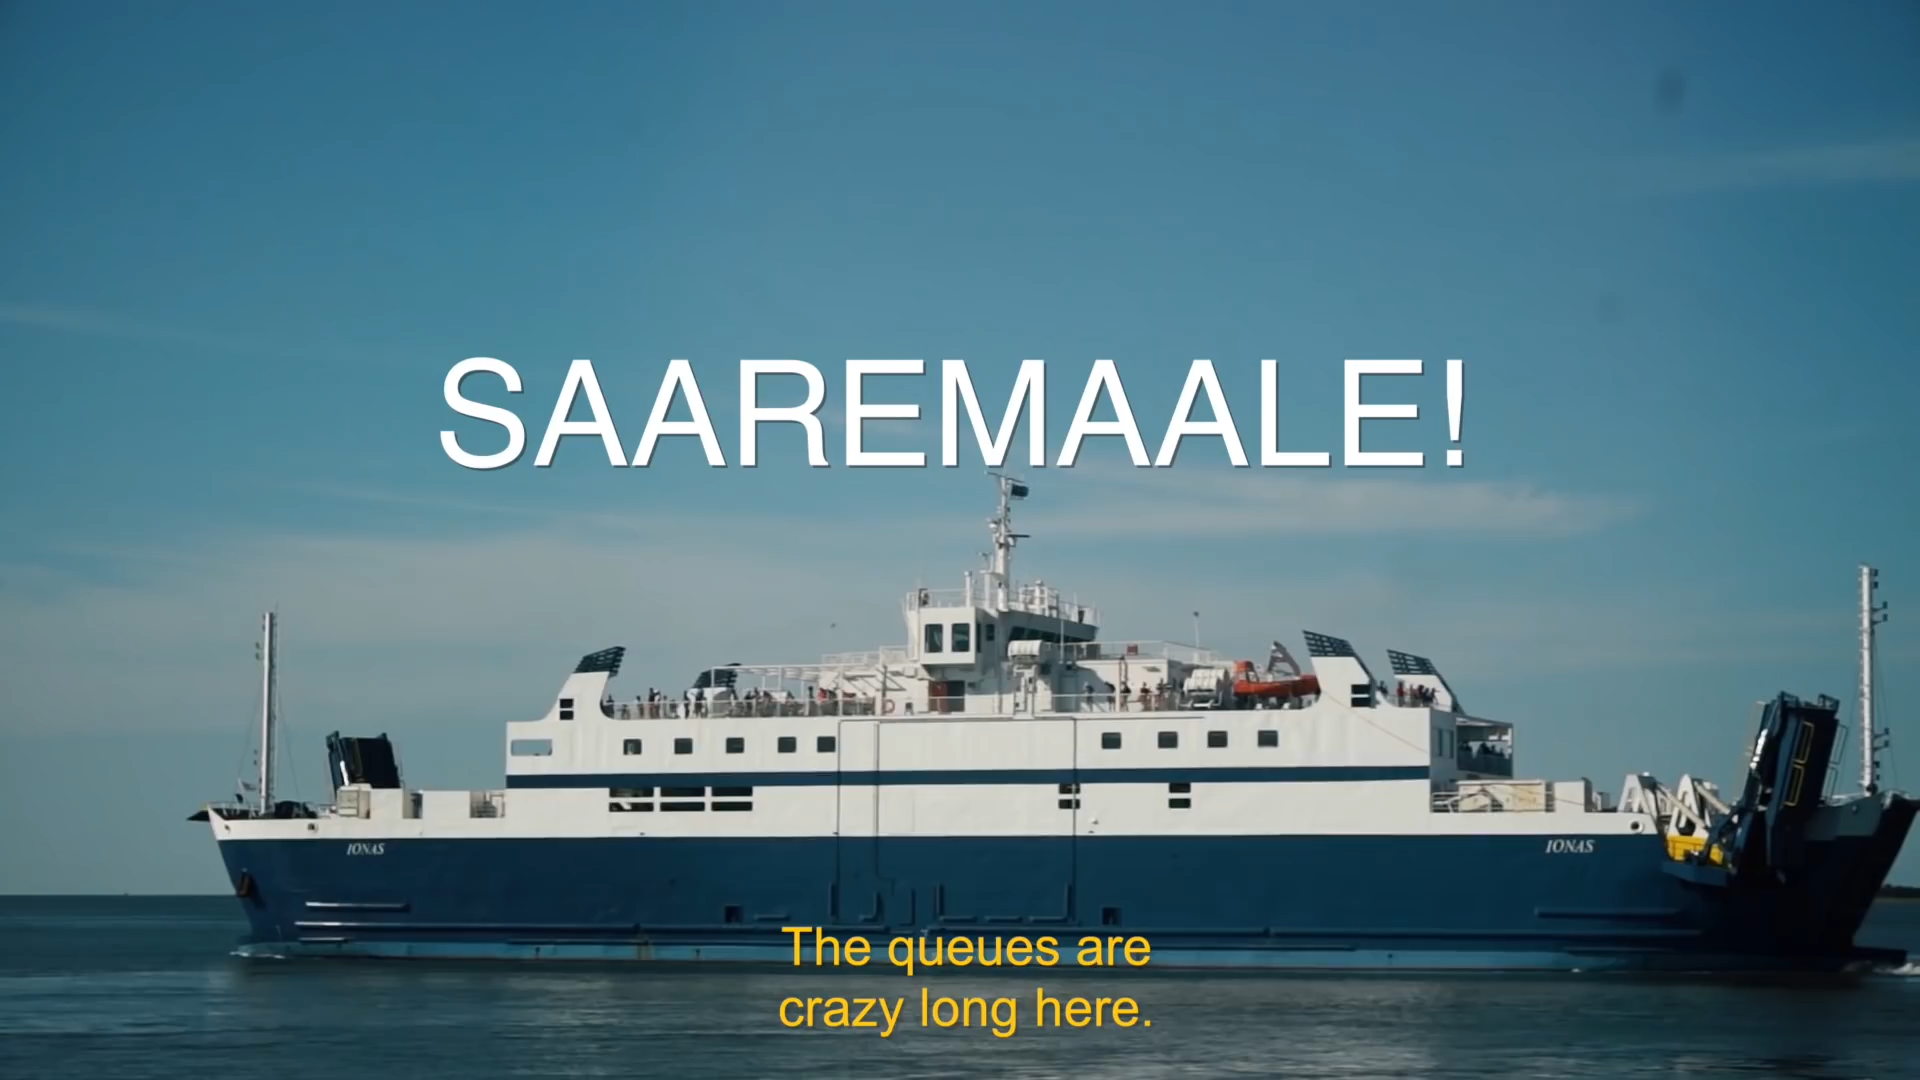 SAAREMAALE!
IONAS
IONAS
The queues are
crazy long here.